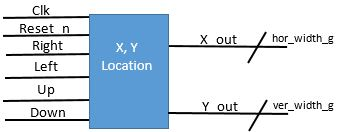 Clk
Reset_n
Right
Left
Up
Down
X, Y
Location
X_out
hor_width_g
Y_out
ver_width_g